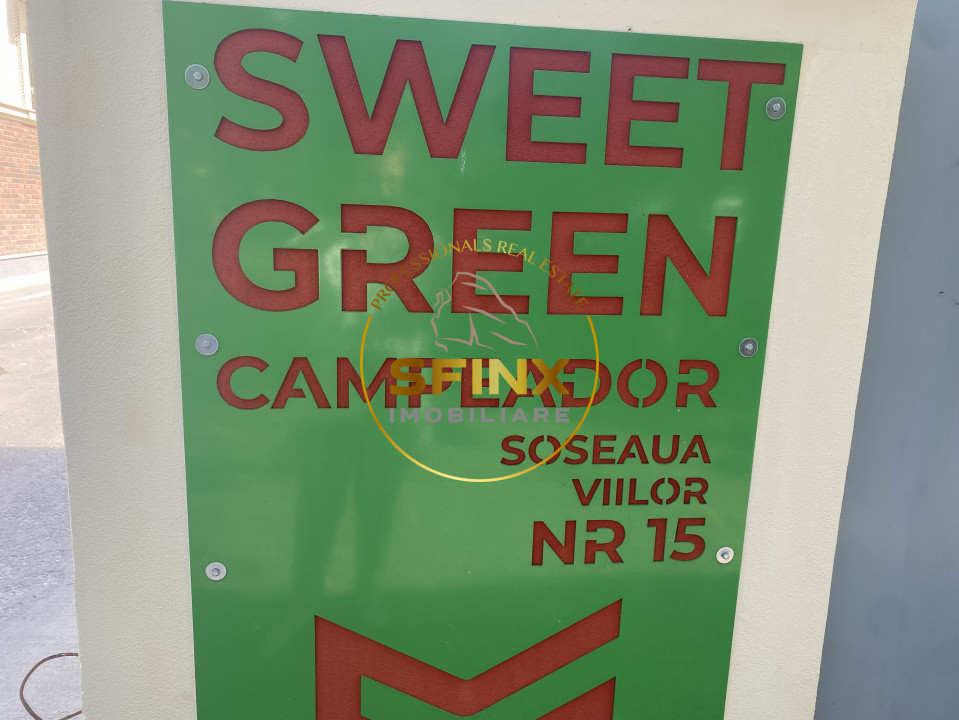 SWEET
GREEN
PROFESSIONALS REAL ESTATE
CAMPEADOR
SFINX
IMOBILIARE
SOSEAUA
VIILOR
NR 15